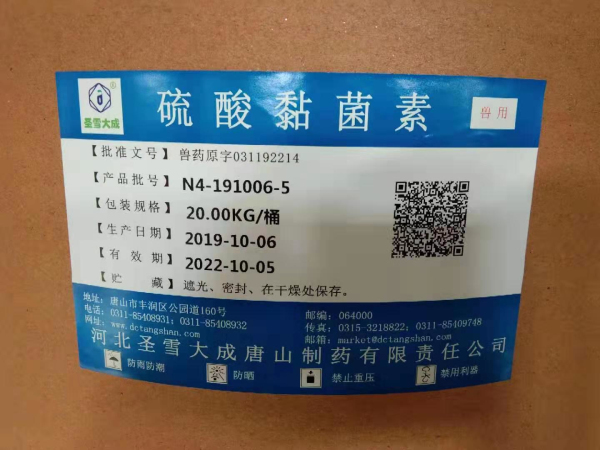 圣雪大成
硫酸黏菌素
兽用
【批准文号】兽药原字031192214
【产品批号】N4-191006-5
【包装规格】20.00KG/桶
【生产日期】2019-10-06
【有效期】2022-10-05
【贮藏】遮光、密封、在干燥处保存。
地址：唐山市丰润区公园道160号
邮编：064000
电话：0311-85408931；0311-85408932
传真：0315-3218822；0311-85409748
网址：www.dctangshan.com
邮箱：market@dctangshan.com
河北圣雪大成唐山制药有限责任公司
防雨防潮
防晒
禁止重压
禁用利器